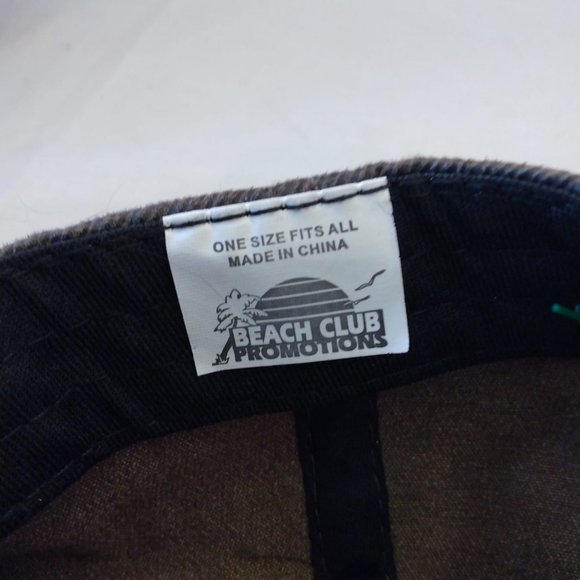 ONE SIZE FITS ALL
MADE IN CHINA
BEACH CLUB
PROMOTIONS